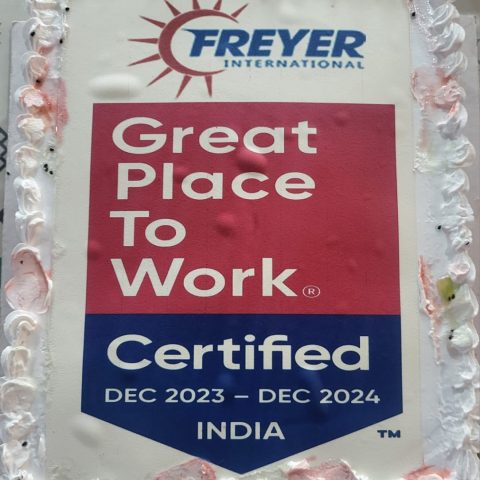 FREYER
INTERNATIONAL
Great
Place
To
Work®
Certified
DEC 2023 – DEC 2024
INDIA
™